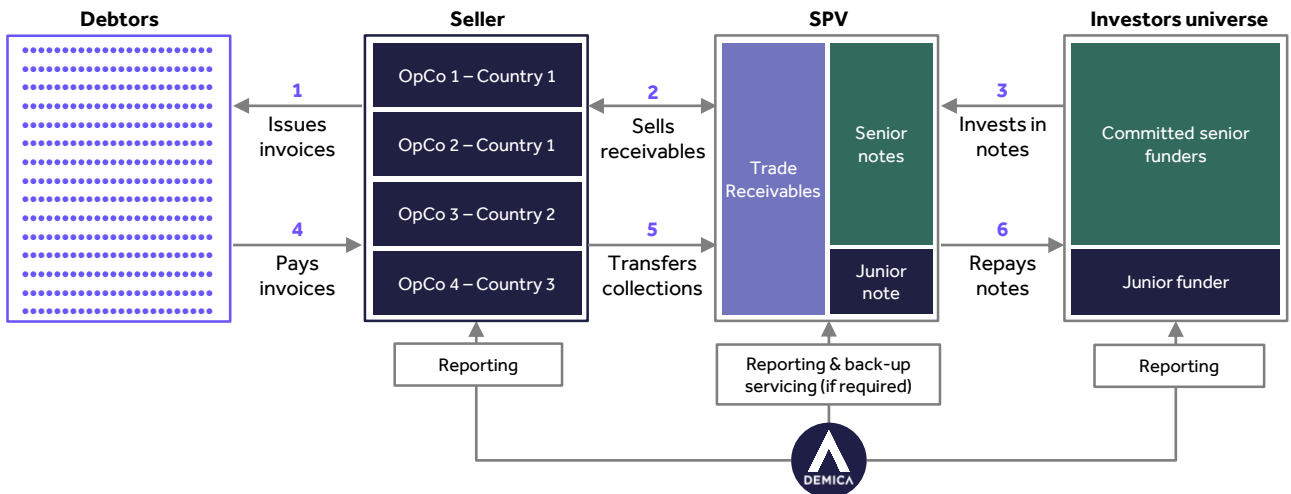 Debtors
Seller
SPV
Investors universe
1
Issues
invoices
4
Pays
invoices
OpCo 1 – Country 1
OpCo 2 – Country 1
OpCo 3 – Country 2
OpCo 4 – Country 3
2
Sells
receivables
5
Transfers
collections
Trade
Receivables
Senior
notes
Junior
note
3
Invests in
notes
6
Repays
notes
Committed senior
funders
Junior funder
Reporting
Reporting & back-up
servicing (if required)
Reporting
DEMICA